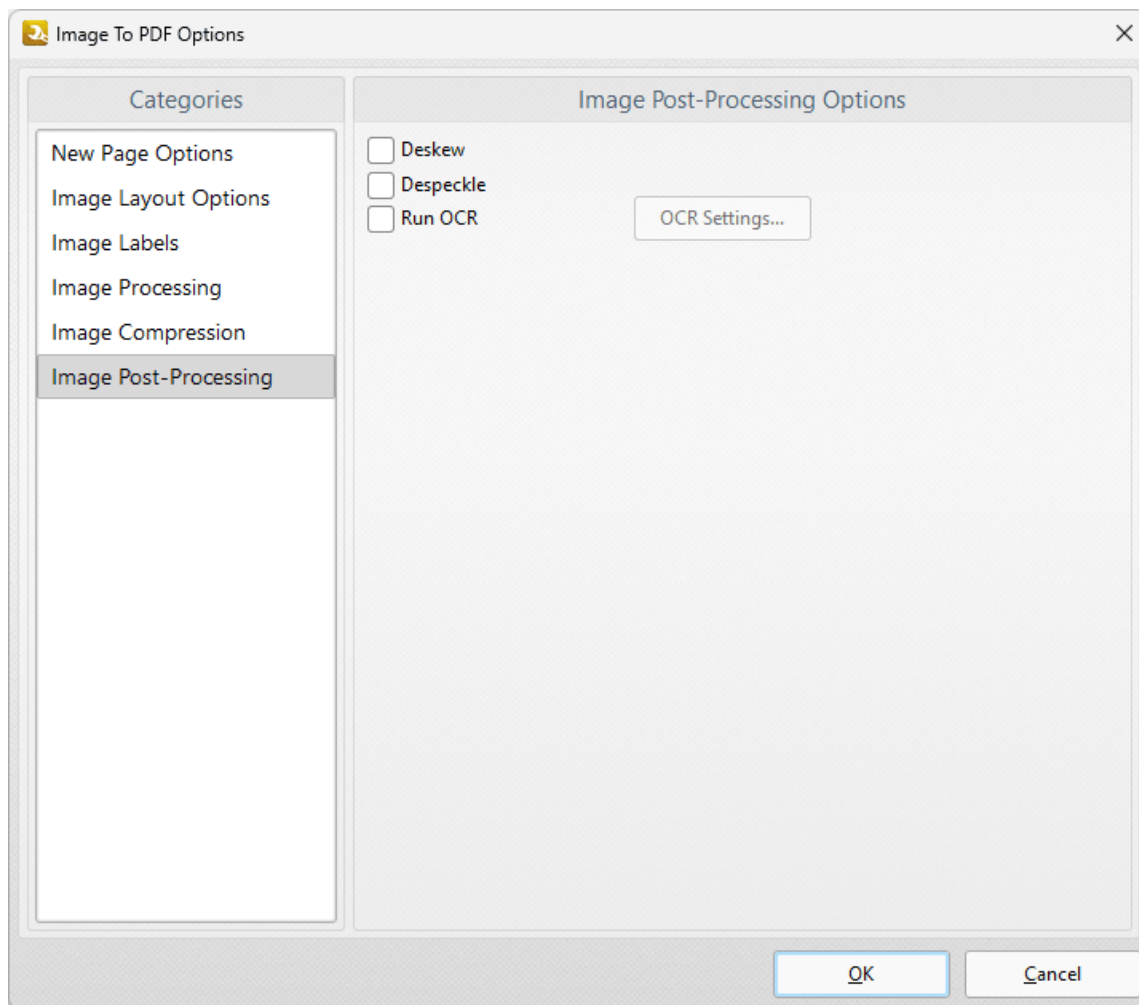 Image To PDF Options
Categories
New Page Options
Image Layout Options
Image Labels
Image Processing
Image Compression
Image Post-Processing
Image Post-Processing Options
Deskew
Despeckle
Run OCR OCR Settings...
OK Cancel